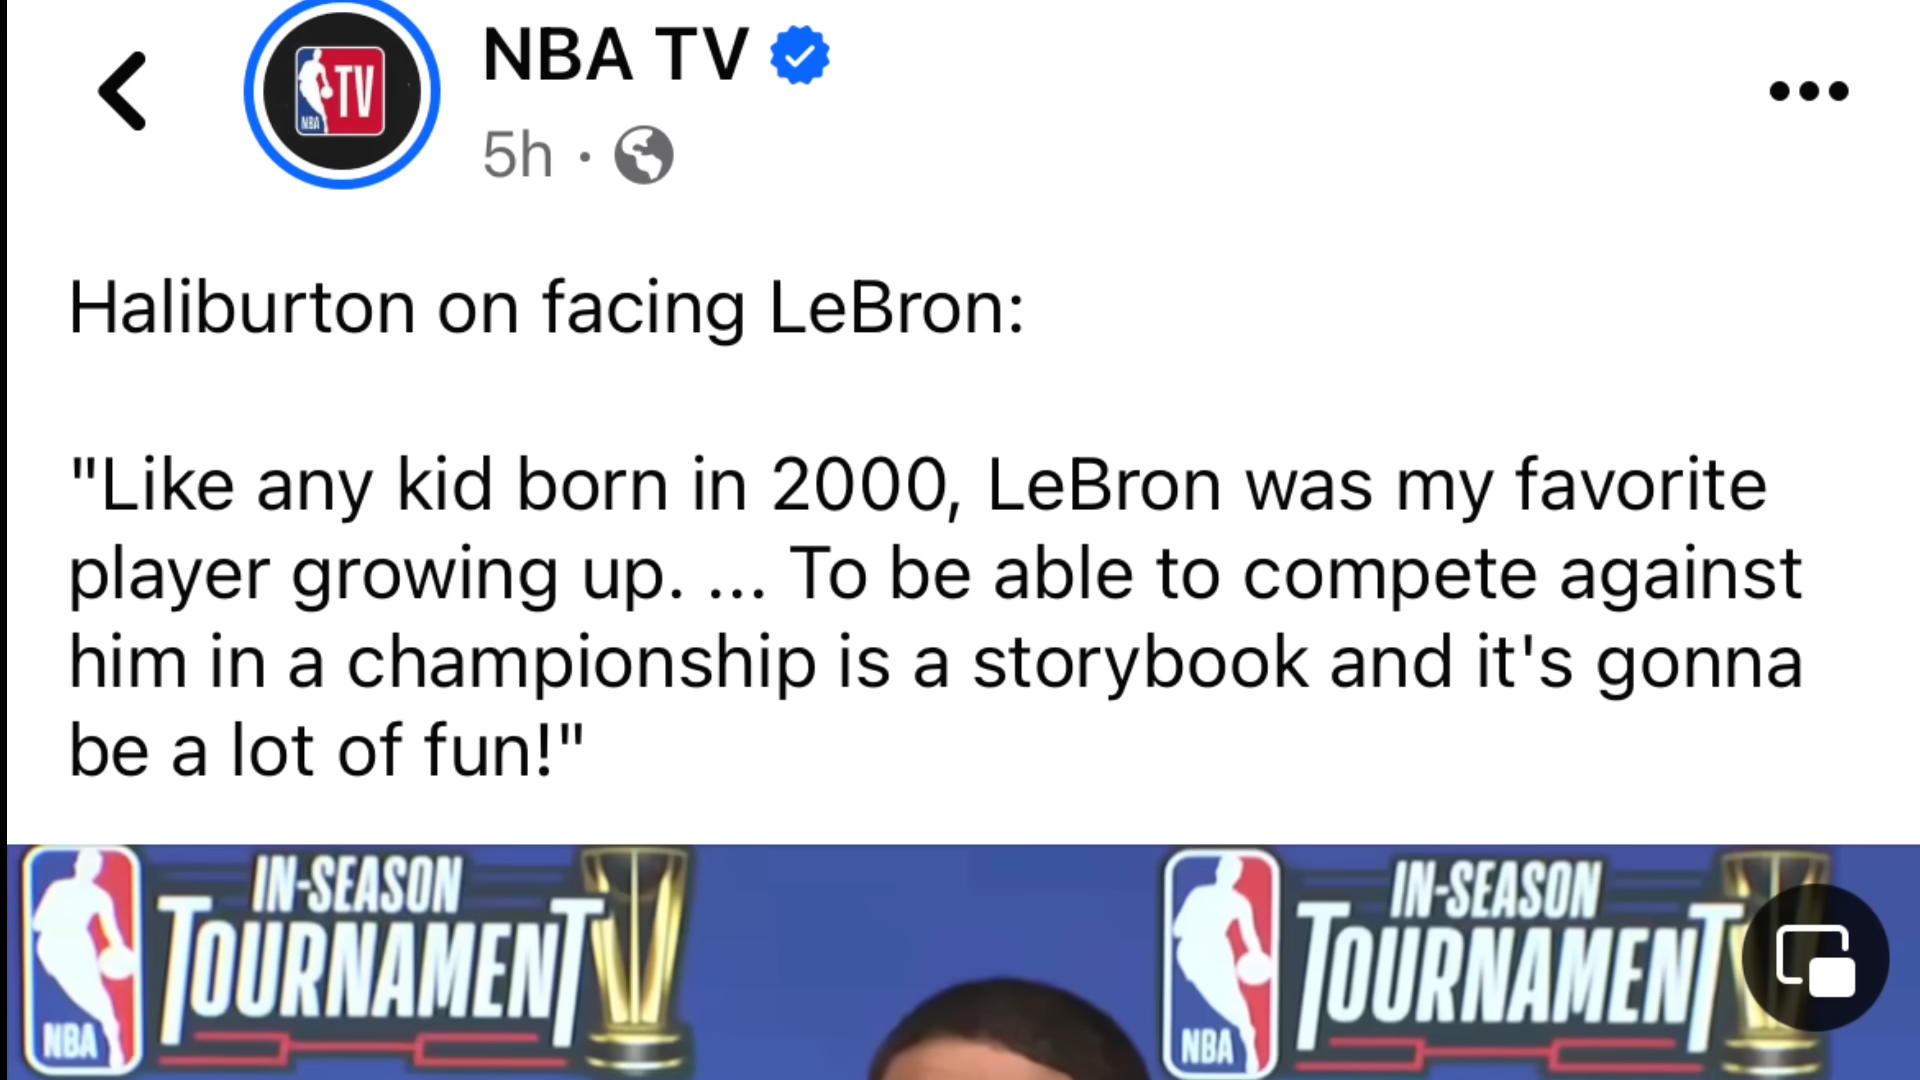 NBA TV
TV
NBA
5h ·
Haliburton on facing LeBron:
"Like any kid born in 2000, LeBron was my favorite
player growing up. ... To be able to compete against
him in a championship is a storybook and it's gonna
be a lot of fun!"
IN-SEASON
TOURNAMENT
NBA
IN-SEASON
TOURNAMENT
NBA